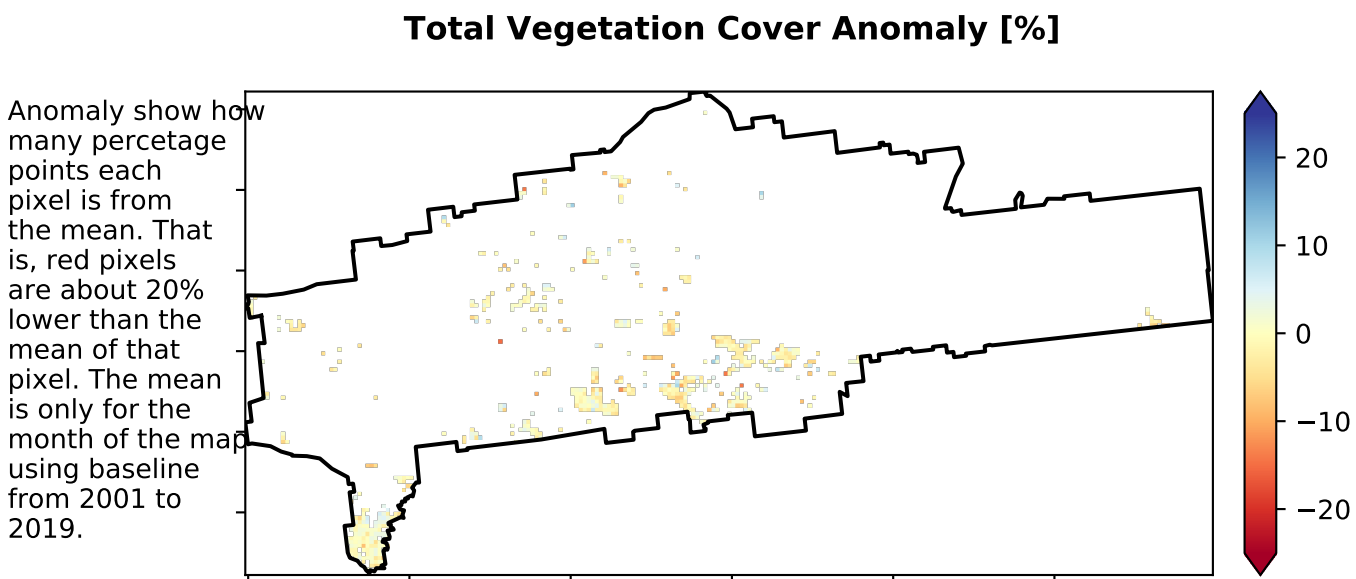 Total Vegetation Cover Anomaly [%]
Anomaly show how
many percetage
points each
pixel is from
the mean. That
is, red pixels
are about 20%
lower than the
mean of that
pixel. The mean
is only for the
month of the map
using baseline
from 2001 to
2019.
20
10
0
−10
−20